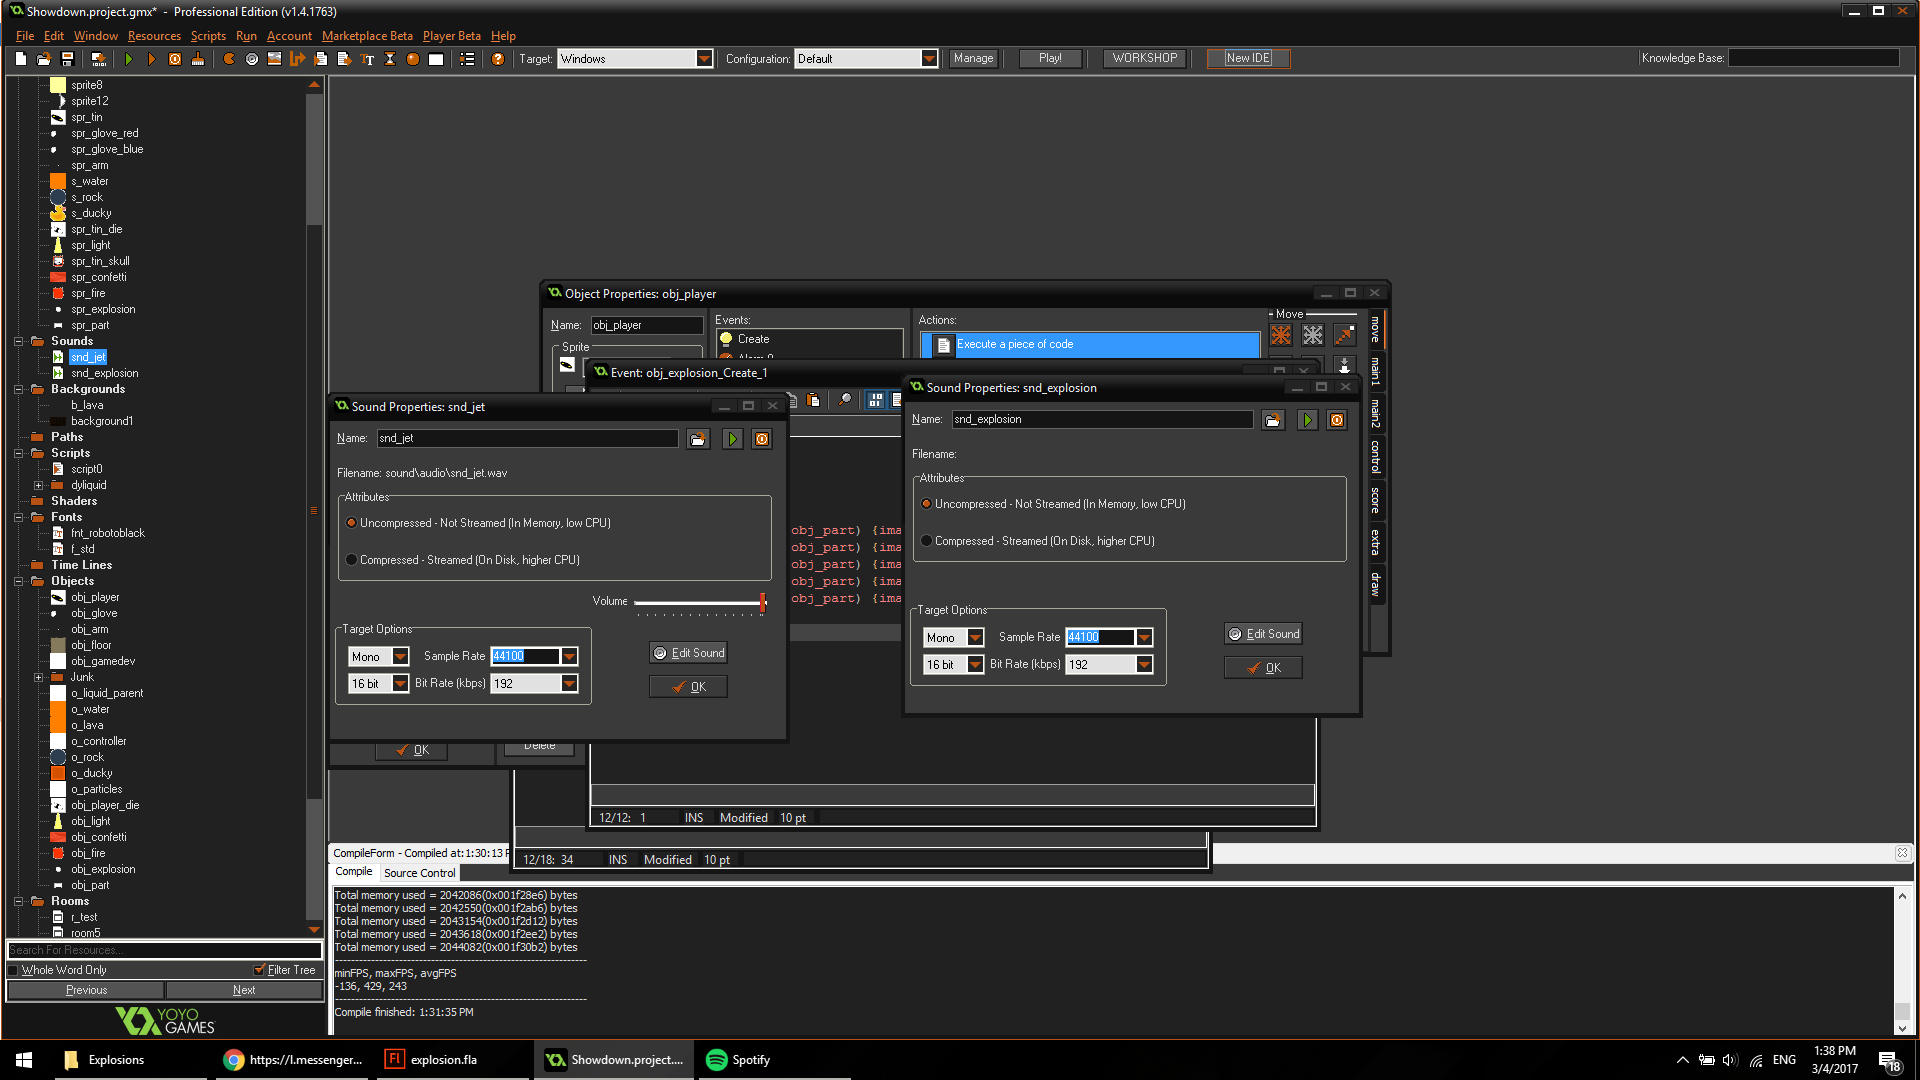 Showdown.project.gmx* - Professional Edition (v1.4.1763)
File Edit Window Resources Scripts Run Account Marketplace Beta Player Beta Help
Target: Windows Configuration: Default Manage Play! WORKSHOP New IDE Knowledge Base:
sprite8
sprite12
spr_tin
spr_glove_red
spr_glove_blue
spr_arm
s_water
s_rock
s_ducky
spr_tin_die
spr_light
spr_tin_skull
spr_confetti
spr_fire
spr_explosion
spr_part
Sounds
snd_jet
snd_explosion
Backgrounds
b_lava
background1
Paths
Scripts
script0
dyliquid
Shaders
Fonts
fnt_robotoblack
f_std
Time Lines
Objects
obj_player
obj_glove
obj_arm
obj_floor
obj_gamedev
Junk
o_liquid_parent
o_water
o_lava
o_controller
o_rock
o_ducky
o_particles
obj_player_die
obj_light
obj_confetti
obj_fire
obj_explosion
obj_part
Rooms
r_test
room5
Search For Resources...
Whole Word Only Filter Tree
Previous Next
YOYO
GAMES
Object Properties: obj_player
Name: obj_player
Sprite
Events:
Create
Actions:
Execute a piece of code
Move
move
main1
main2
control
score
extra
draw
Event: obj_explosion_Create_1
obj_part) {ima
obj_part) {ima
obj_part) {ima
obj_part) {ima
obj_part) {ima
12/12: 1 INS Modified 10 pt
12/18: 34 INS Modified 10 pt
OK
Delete
Sound Properties: snd_jet
Name: snd_jet
Filename: sound\audio\snd_jet.wav
Attributes
Uncompressed - Not Streamed (In Memory, low CPU)
Compressed - Streamed (On Disk, higher CPU)
Volume
Target Options
Mono Sample Rate 44100
16 bit Bit Rate (kbps) 192
Edit Sound
OK
Sound Properties: snd_explosion
Name: snd_explosion
Filename:
Attributes
Uncompressed - Not Streamed (In Memory, low CPU)
Compressed - Streamed (On Disk, higher CPU)
Target Options
Mono Sample Rate 44100
16 bit Bit Rate (kbps) 192
Edit Sound
OK
CompileForm - Compiled at:1:30:13
Compile Source Control
Total memory used = 2042086(0x001f28e6) bytes
Total memory used = 2042550(0x001f2ab6) bytes
Total memory used = 2043154(0x001f2d12) bytes
Total memory used = 2043618(0x001f2ee2) bytes
Total memory used = 2044082(0x001f30b2) bytes
minFPS, maxFPS, avgFPS
-136, 429, 243
Compile finished: 1:31:35 PM
Explosions
https://l.messenger...
explosion.fla
Showdown.project....
Spotify
ENG
1:38 PM
3/4/2017
18